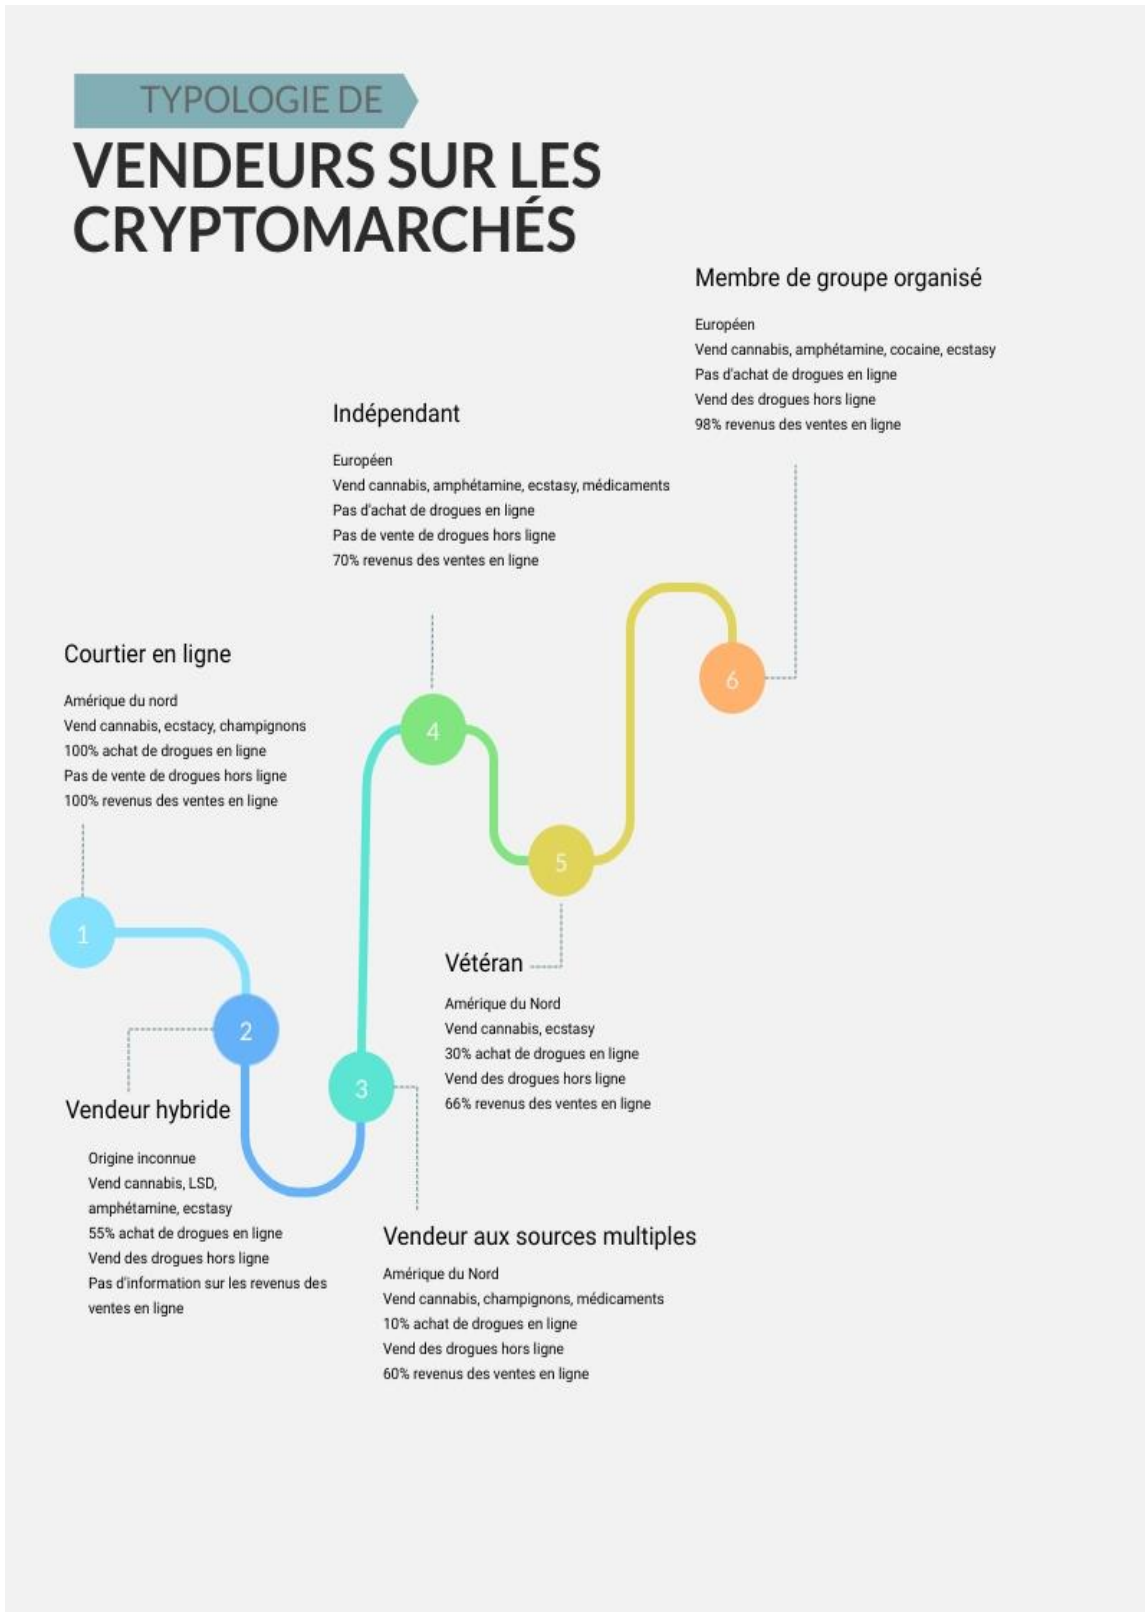 TYPOLOGIE DE
VENDEURS SUR LES
CRYPTOMARCHÉS
Membre de groupe organisé
Européen
Vend cannabis, amphétamine, cocaine, ecstasy
Pas d'achat de drogues en ligne
Vend des drogues hors ligne
98% revenus des ventes en ligne
Indépendant
Européen
Vend cannabis, amphétamine, ecstasy, médicaments
Pas d'achat de drogues en ligne
Pas de vente de drogues hors ligne
70% revenus des ventes en ligne
Courtier en ligne
Amérique du nord
Vend cannabis, ecstacy, champignons
100% achat de drogues en ligne
Pas de vente de drogues hors ligne
100% revenus des ventes en ligne
6
4
5
1
2
3
Vétéran
Amérique du Nord
Vend cannabis, ecstasy
30% achat de drogues en ligne
Vend des drogues hors ligne
66% revenus des ventes en ligne
Vendeur hybride
Origine inconnue
Vend cannabis, LSD,
amphétamine, ecstasy
55% achat de drogues en ligne
Vend des drogues hors ligne
Pas d'information sur les revenus des
ventes en ligne
Vendeur aux sources multiples
Amérique du Nord
Vend cannabis, champignons, médicaments
10% achat de drogues en ligne
Vend des drogues hors ligne
60% revenus des ventes en ligne